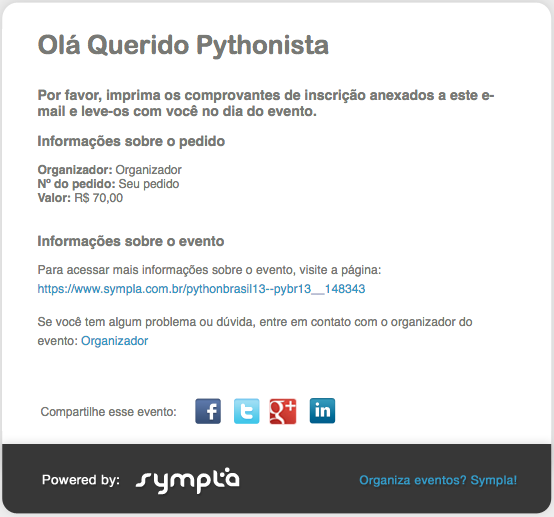 Olá Querido Pythonista
Por favor, imprima os comprovantes de inscrição anexados a este e-
mail e leve-os com você no dia do evento.
Informações sobre o pedido
Organizador: Organizador
Nº do pedido: Seu pedido
Valor: R$ 70,00
Informações sobre o evento
Para acessar mais informações sobre o evento, visite a página:
https://www.sympla.com.br/pythonbrasil13--pybr13__148343
Se você tem algum problema ou dúvida, entre em contato com o organizador do
evento: Organizador
Compartilhe esse evento: f t g+ in
Powered by: sympla Organiza eventos? Sympla!